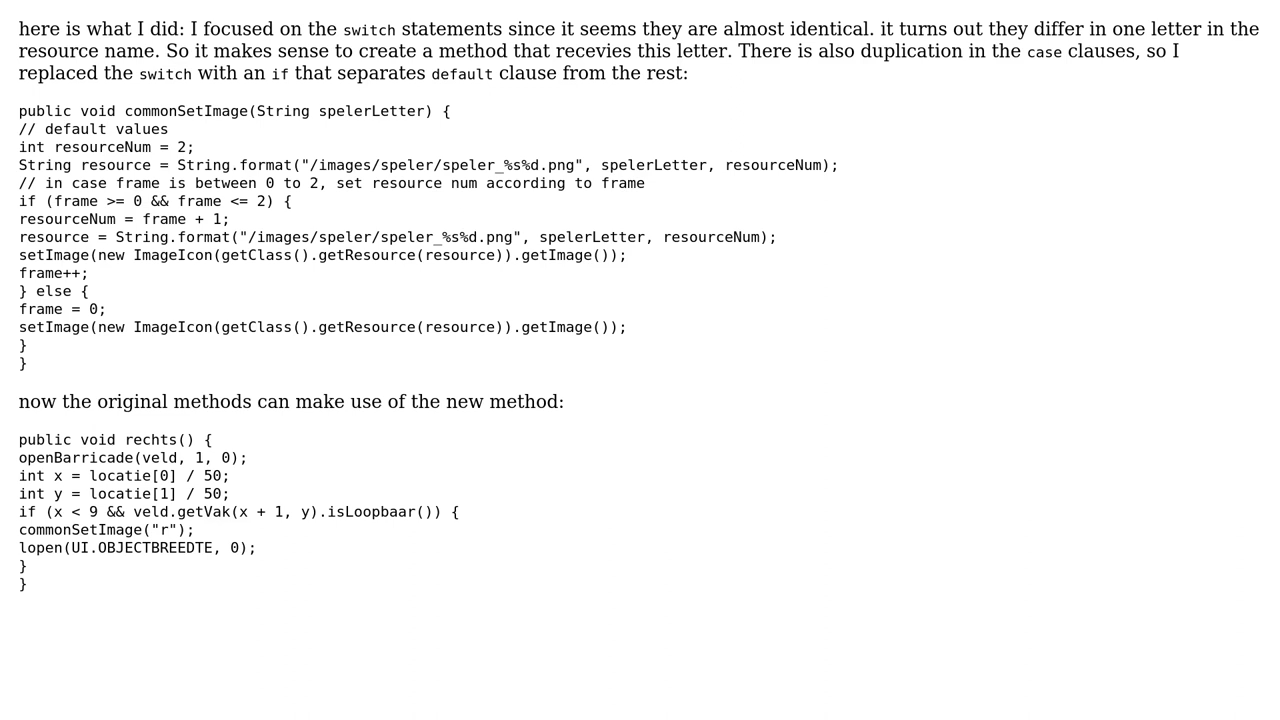 here is what I did: I focused on the switch statements since it seems they are almost identical. it turns out they differ in one letter in the
resource name. So it makes sense to create a method that recevies this letter. There is also duplication in the case clauses, so I
replaced the switch with an if that separates default clause from the rest:
public void commonSetImage(String spelerLetter) {
// default values
int resourceNum = 2;
String resource = String.format("/images/speler/speler_%s%d.png", spelerLetter, resourceNum);
// in case frame is between 0 to 2, set resource num according to frame
if (frame >= 0 && frame <= 2) {
resourceNum = frame + 1;
resource = String.format("/images/speler/speler_%s%d.png", spelerLetter, resourceNum);
setImage(new ImageIcon(getClass().getResource(resource)).getImage());
frame++;
} else {
frame = 0;
setImage(new ImageIcon(getClass().getResource(resource)).getImage());
}
}
now the original methods can make use of the new method:
public void rechts() {
openBarricade(veld, 1, 0);
int x = locatie[0] / 50;
int y = locatie[1] / 50;
if (x < 9 && veld.getVak(x + 1, y).isLoopbaar()) {
commonSetImage("r");
lopen(UI.OBJECTBREEDTE, 0);
}
}